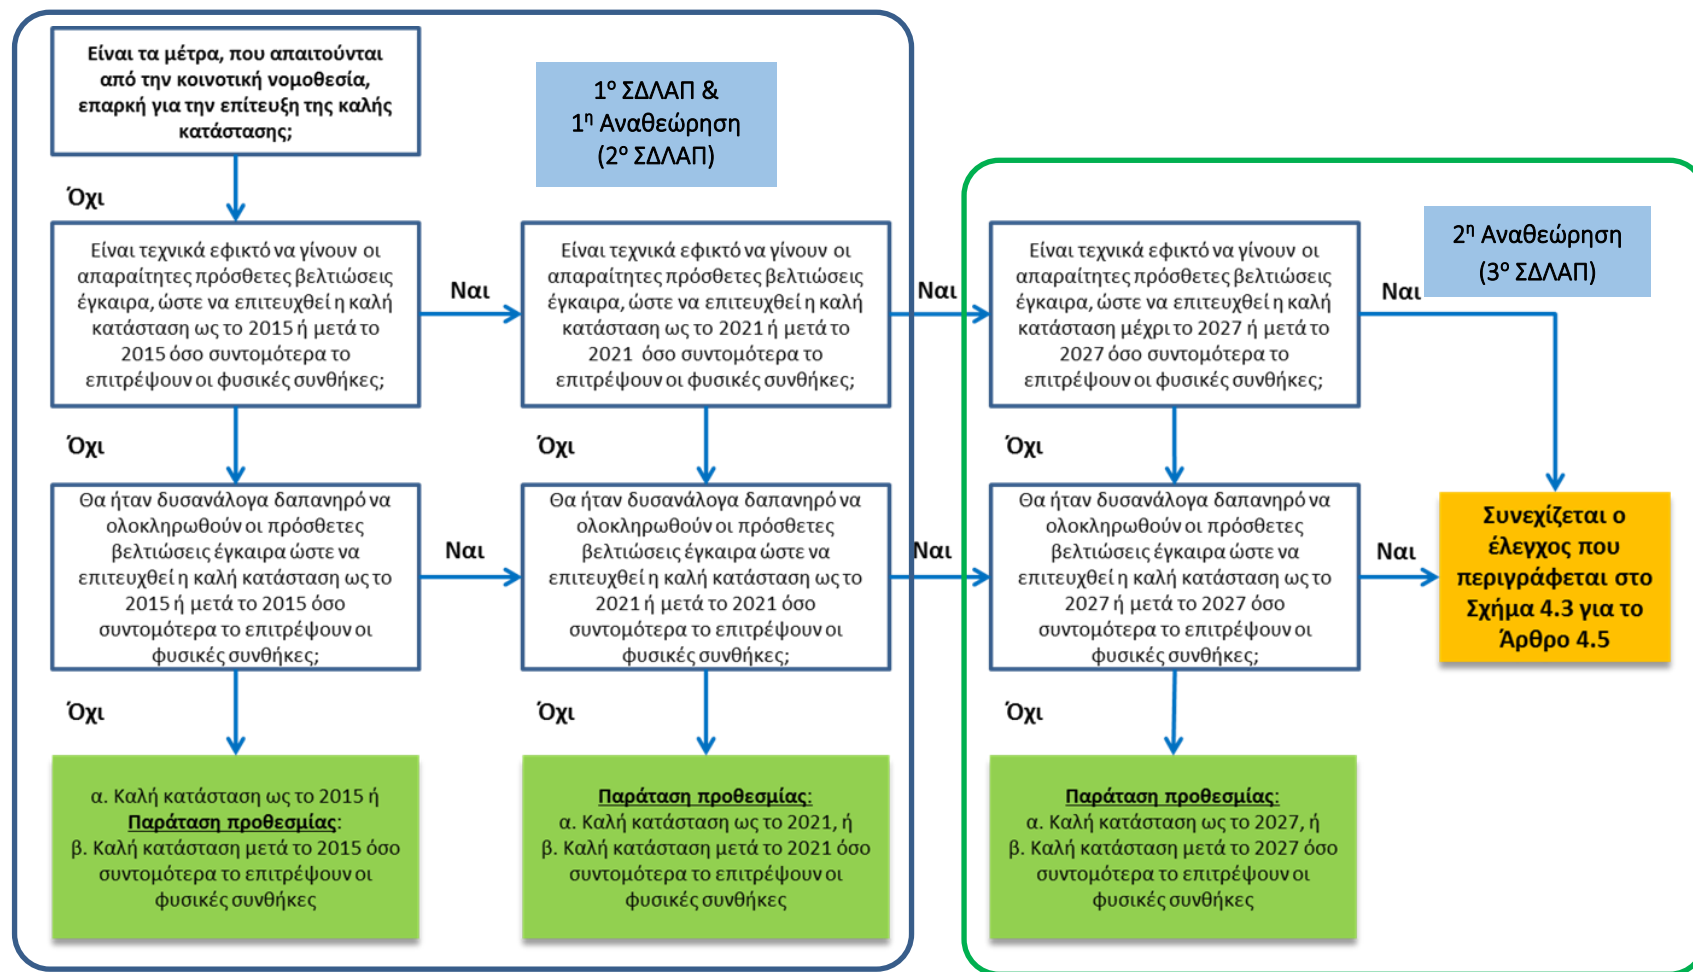 Είναι τα μέτρα, που απαιτούνται
από την κοινοτική νομοθεσία,
επαρκή για την επίτευξη της καλής
κατάστασης;
1ο ΣΔΛΑΠ &
1η Αναθεώρηση
(2ο ΣΔΛΑΠ)
Όχι
2η Αναθεώρηση
(3ο ΣΔΛΑΠ)
Είναι τεχνικά εφικτό να γίνουν οι
απαραίτητες πρόσθετες βελτιώσεις
έγκαιρα, ώστε να επιτευχθεί η καλή
κατάσταση ως το 2015 ή μετά το
2015 όσο συντομότερα το
επιτρέψουν οι φυσικές συνθήκες;
Ναι
Είναι τεχνικά εφικτό να γίνουν οι
απαραίτητες πρόσθετες βελτιώσεις
έγκαιρα, ώστε να επιτευχθεί η καλή
κατάσταση ως το 2021 ή μετά το
2021 όσο συντομότερα το
επιτρέψουν οι φυσικές συνθήκες;
Ναι
Είναι τεχνικά εφικτό να γίνουν οι
απαραίτητες πρόσθετες βελτιώσεις
έγκαιρα, ώστε να επιτευχθεί η καλή
κατάσταση μέχρι το 2027 ή μετά το
2027 όσο συντομότερα το
επιτρέψουν οι φυσικές συνθήκες;
Ναι
Όχι
Όχι
Όχι
Θα ήταν δυσανάλογα δαπανηρό να
ολοκληρωθούν οι πρόσθετες
βελτιώσεις έγκαιρα ώστε να
επιτευχθεί η καλή κατάσταση ως το
2015 ή μετά το 2015 όσο
συντομότερα το επιτρέψουν οι
φυσικές συνθήκες;
Ναι
Θα ήταν δυσανάλογα δαπανηρό να
ολοκληρωθούν οι πρόσθετες
βελτιώσεις έγκαιρα ώστε να
επιτευχθεί η καλή κατάσταση ως το
2021 ή μετά το 2021 όσο
συντομότερα το επιτρέψουν οι
φυσικές συνθήκες;
Ναι
Θα ήταν δυσανάλογα δαπανηρό να
ολοκληρωθούν οι πρόσθετες
βελτιώσεις έγκαιρα ώστε να
επιτευχθεί η καλή κατάσταση ως το
2027 ή μετά το 2027 όσο
συντομότερα το επιτρέψουν οι
φυσικές συνθήκες;
Ναι
Συνεχίζεται ο
έλεγχος που
περιγράφεται στο
Σχήμα 4.3 για το
Άρθρο 4.5
Όχι
Όχι
Όχι
α. Καλή κατάσταση ως το 2015 ή
Παράταση προθεσμίας:
β. Καλή κατάσταση μετά το 2015 όσο
συντομότερα το επιτρέψουν οι
φυσικές συνθήκες
Παράταση προθεσμίας:
α. Καλή κατάσταση ως το 2021, ή
β. Καλή κατάσταση μετά το 2021 όσο
συντομότερα το επιτρέψουν οι
φυσικές συνθήκες
Παράταση προθεσμίας:
α. Καλή κατάσταση ως το 2027, ή
β. Καλή κατάσταση μετά το 2027 όσο
συντομότερα το επιτρέψουν οι
φυσικές συνθήκες